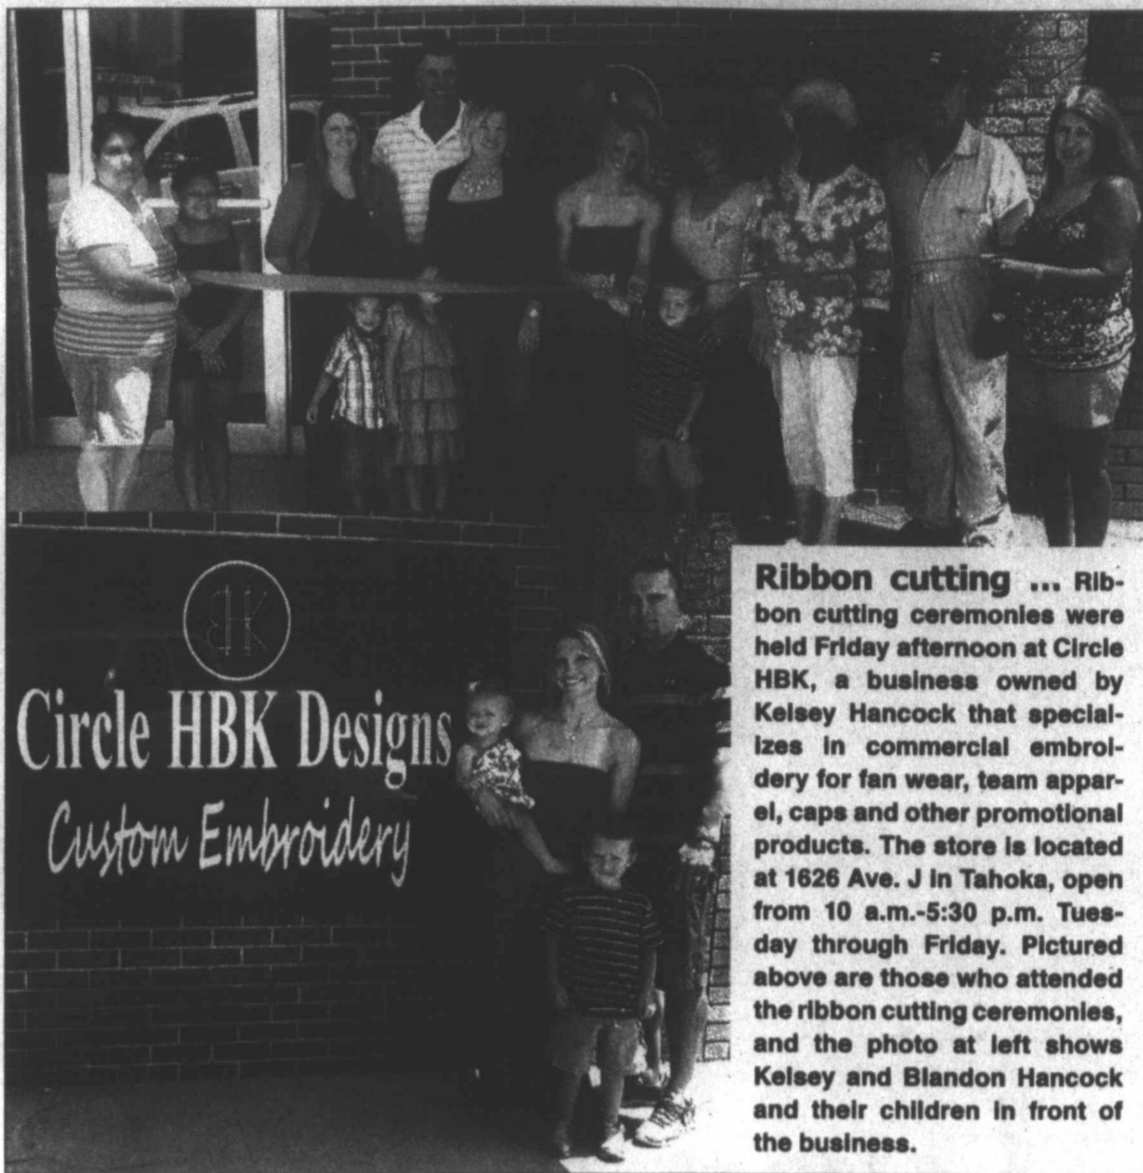 Circle HBK Designs
Custom Embroidery
Ribbon cutting ... Rib-
bon cutting ceremonies were
held Friday afternoon at Circle
HBK, a business owned by
Kelsey Hancock that special-
izes in commercial embroi-
dery for fan wear, team appar-
el, caps and other promotional
products. The store is located
at 1626 Ave. J in Tahoka, open
from 10 a.m.-5:30 p.m. Tues-
day through Friday. Pictured
above are those who attended
the ribbon cutting ceremonies,
and the photo at left shows
Kelsey and Blandon Hancock
and their children in front of
the business.